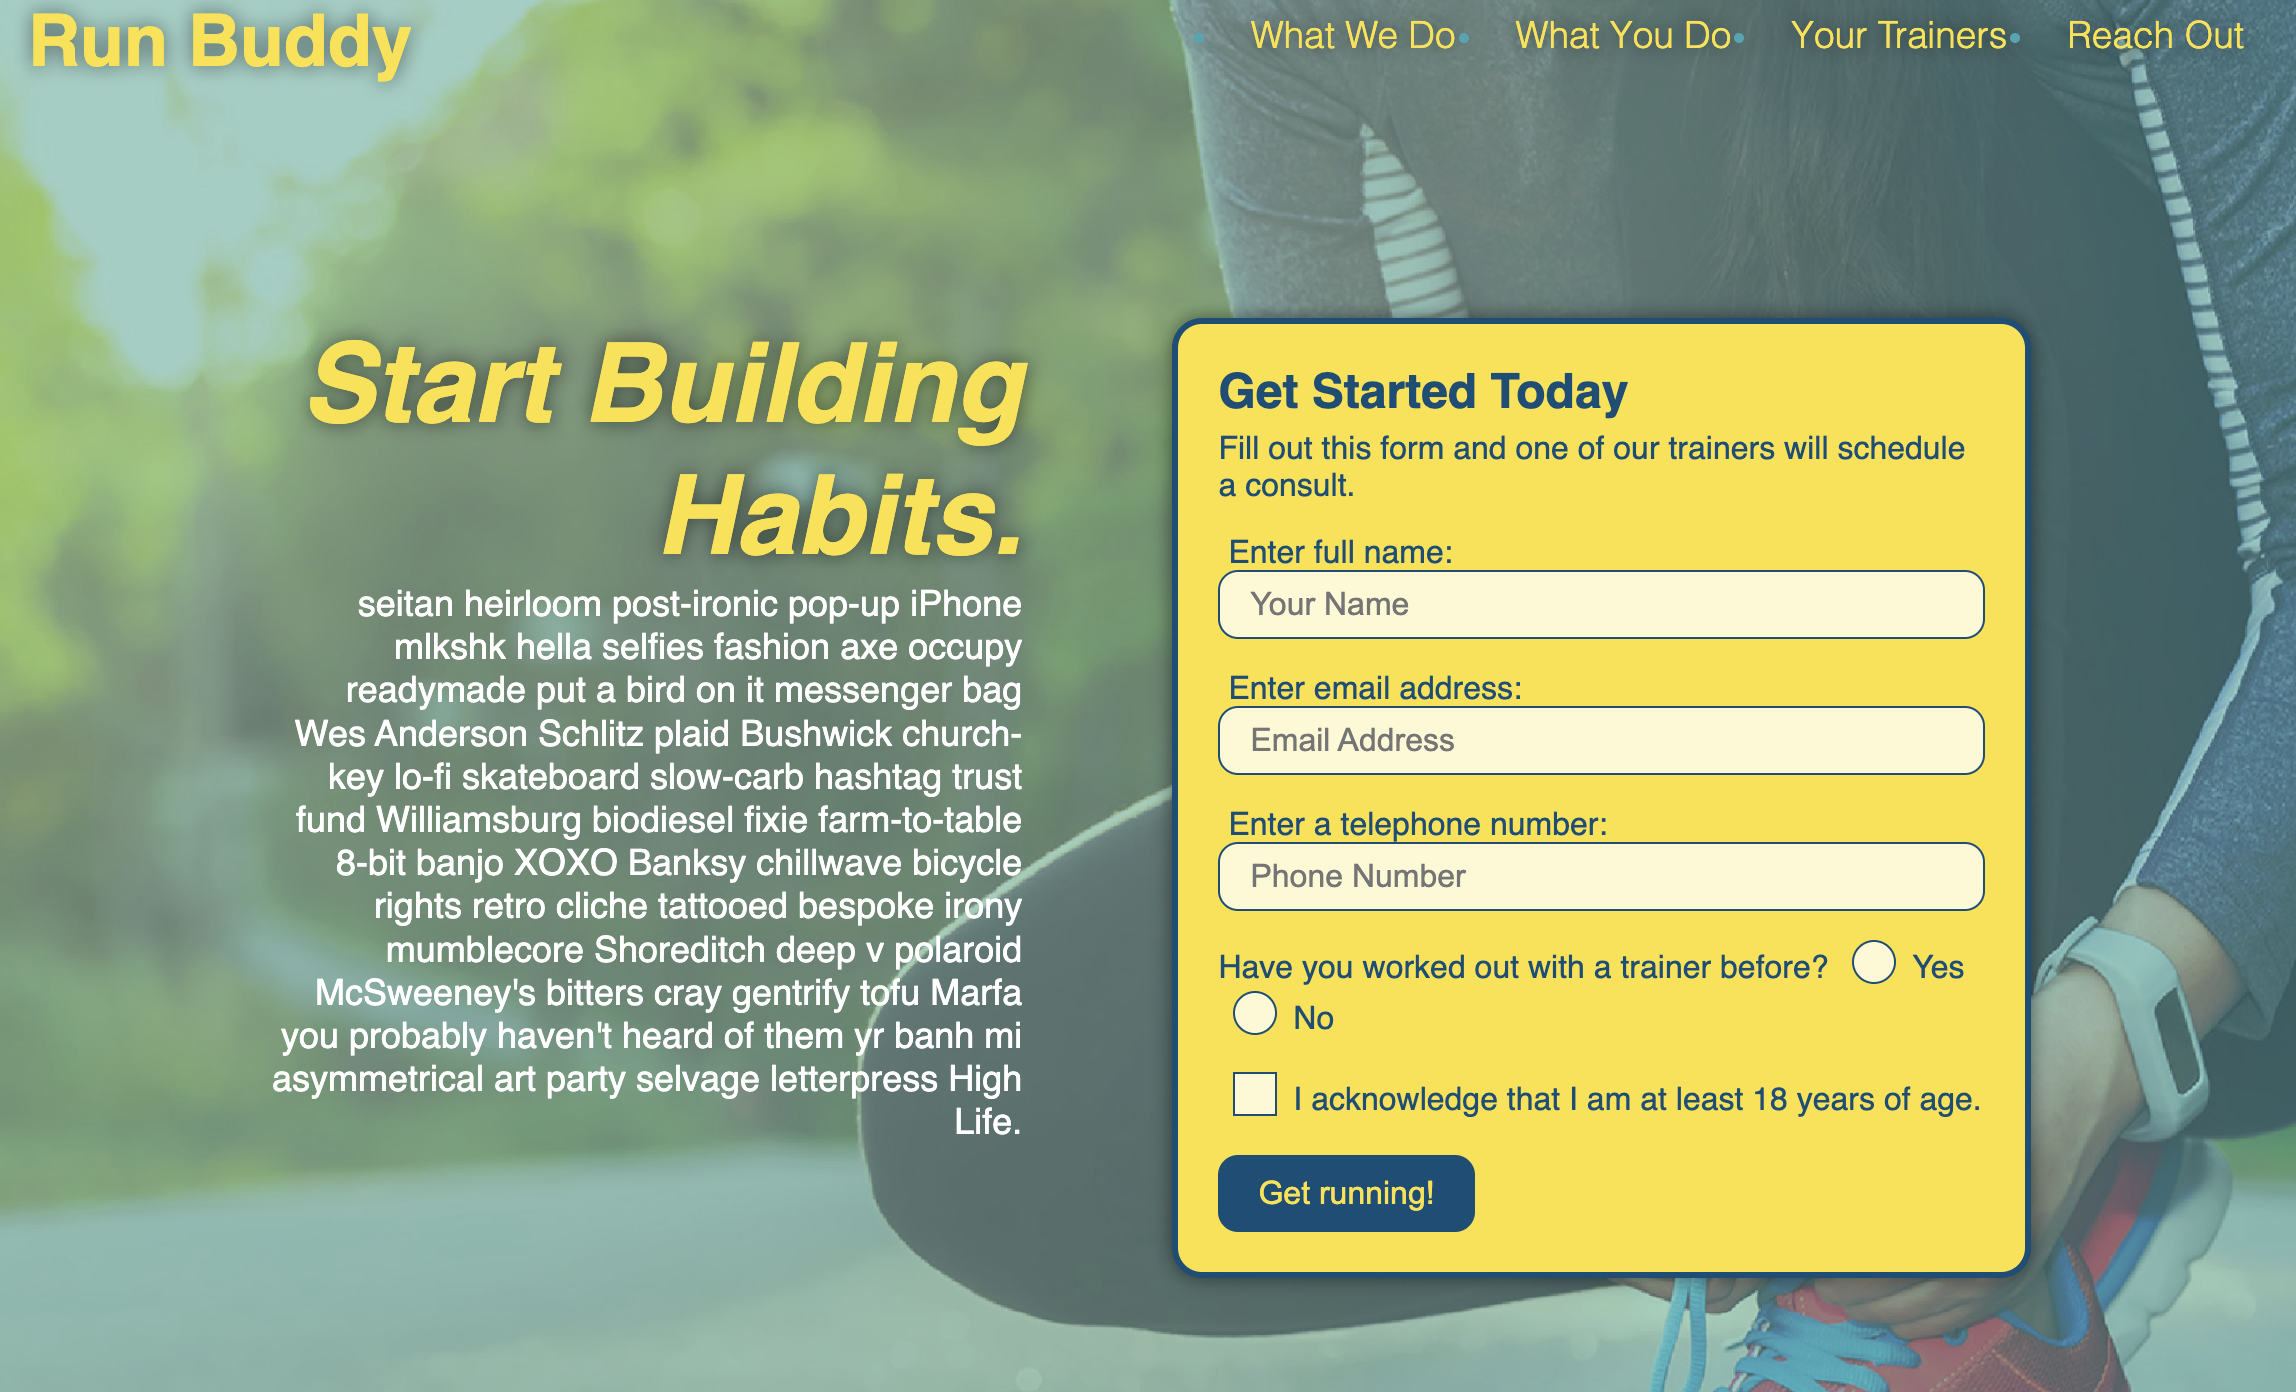 Run Buddy
What We Do
What You Do
Your Trainers
Reach Out
Start Building
Habits.
seitan heirloom post-ironic pop-up iPhone
mlkshk hella selfies fashion axe occupy
readymade put a bird on it messenger bag
Wes Anderson Schlitz plaid Bushwick church-
key lo-fi skateboard slow-carb hashtag trust
fund Williamsburg biodiesel fixie farm-to-table
8-bit banjo XOXO Banksy chillwave bicycle
rights retro cliche tattooed bespoke irony
mumblecore Shoreditch deep v polaroid
McSweeney's bitters cray gentrify tofu Marfa
you probably haven't heard of them yr banh mi
asymmetrical art party selvage letterpress High
Life.
Get Started Today
Fill out this form and one of our trainers will schedule
a consult.
Enter full name:
Your Name
Enter email address:
Email Address
Enter a telephone number:
Phone Number
Have you worked out with a trainer before? Yes
No
I acknowledge that I am at least 18 years of age.
Get running!